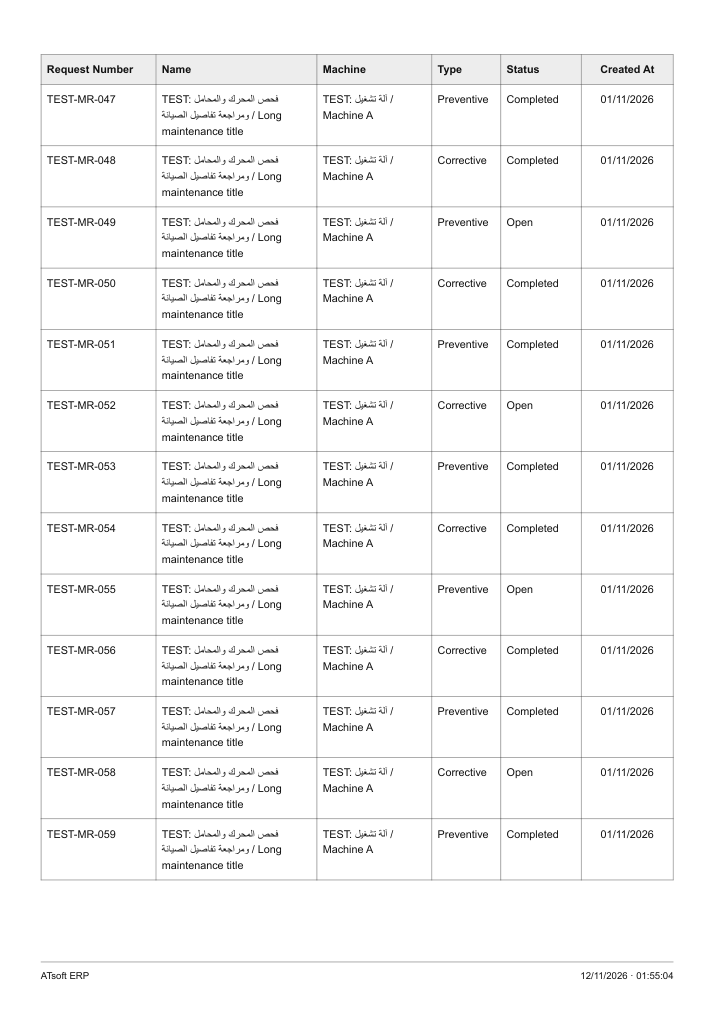 Request Number Name Machine Type Status Created At
TEST-MR-047 TEST: فحص المحرك والمحامل TEST: آلة تشغيل / Preventive Completed 01/11/2026
ومراجعة تفاصيل الصيانة / Long Machine A
maintenance title
TEST-MR-048 TEST: فحص المحرك والمحامل TEST: آلة تشغيل / Corrective Completed 01/11/2026
ومراجعة تفاصيل الصيانة / Long Machine A
maintenance title
TEST-MR-049 TEST: فحص المحرك والمحامل TEST: آلة تشغيل / Preventive Open 01/11/2026
ومراجعة تفاصيل الصيانة / Long Machine A
maintenance title
TEST-MR-050 TEST: فحص المحرك والمحامل TEST: آلة تشغيل / Corrective Completed 01/11/2026
ومراجعة تفاصيل الصيانة / Long Machine A
maintenance title
TEST-MR-051 TEST: فحص المحرك والمحامل TEST: آلة تشغيل / Preventive Completed 01/11/2026
ومراجعة تفاصيل الصيانة / Long Machine A
maintenance title
TEST-MR-052 TEST: فحص المحرك والمحامل TEST: آلة تشغيل / Corrective Open 01/11/2026
ومراجعة تفاصيل الصيانة / Long Machine A
maintenance title
TEST-MR-053 TEST: فحص المحرك والمحامل TEST: آلة تشغيل / Preventive Completed 01/11/2026
ومراجعة تفاصيل الصيانة / Long Machine A
maintenance title
TEST-MR-054 TEST: فحص المحرك والمحامل TEST: آلة تشغيل / Corrective Completed 01/11/2026
ومراجعة تفاصيل الصيانة / Long Machine A
maintenance title
TEST-MR-055 TEST: فحص المحرك والمحامل TEST: آلة تشغيل / Preventive Open 01/11/2026
ومراجعة تفاصيل الصيانة / Long Machine A
maintenance title
TEST-MR-056 TEST: فحص المحرك والمحامل TEST: آلة تشغيل / Corrective Completed 01/11/2026
ومراجعة تفاصيل الصيانة / Long Machine A
maintenance title
TEST-MR-057 TEST: فحص المحرك والمحامل TEST: آلة تشغيل / Preventive Completed 01/11/2026
ومراجعة تفاصيل الصيانة / Long Machine A
maintenance title
TEST-MR-058 TEST: فحص المحرك والمحامل TEST: آلة تشغيل / Corrective Open 01/11/2026
ومراجعة تفاصيل الصيانة / Long Machine A
maintenance title
TEST-MR-059 TEST: فحص المحرك والمحامل TEST: آلة تشغيل / Preventive Completed 01/11/2026
ومراجعة تفاصيل الصيانة / Long Machine A
maintenance title
ATsoft ERP 12/11/2026 · 01:55:04